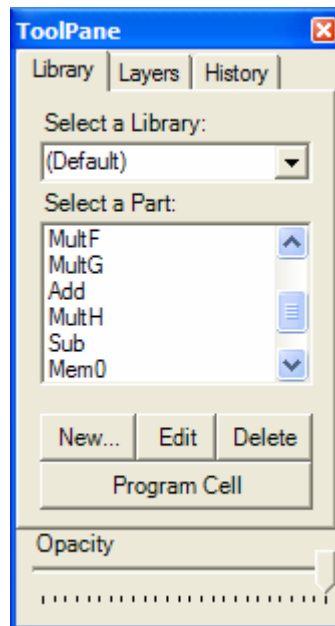 ToolPane
Library Layers History
Select a Library:
(Default)
Select a Part:
MultF
MultG
Add
MultH
Sub
Mem0
New... Edit Delete
Program Cell
Opacity